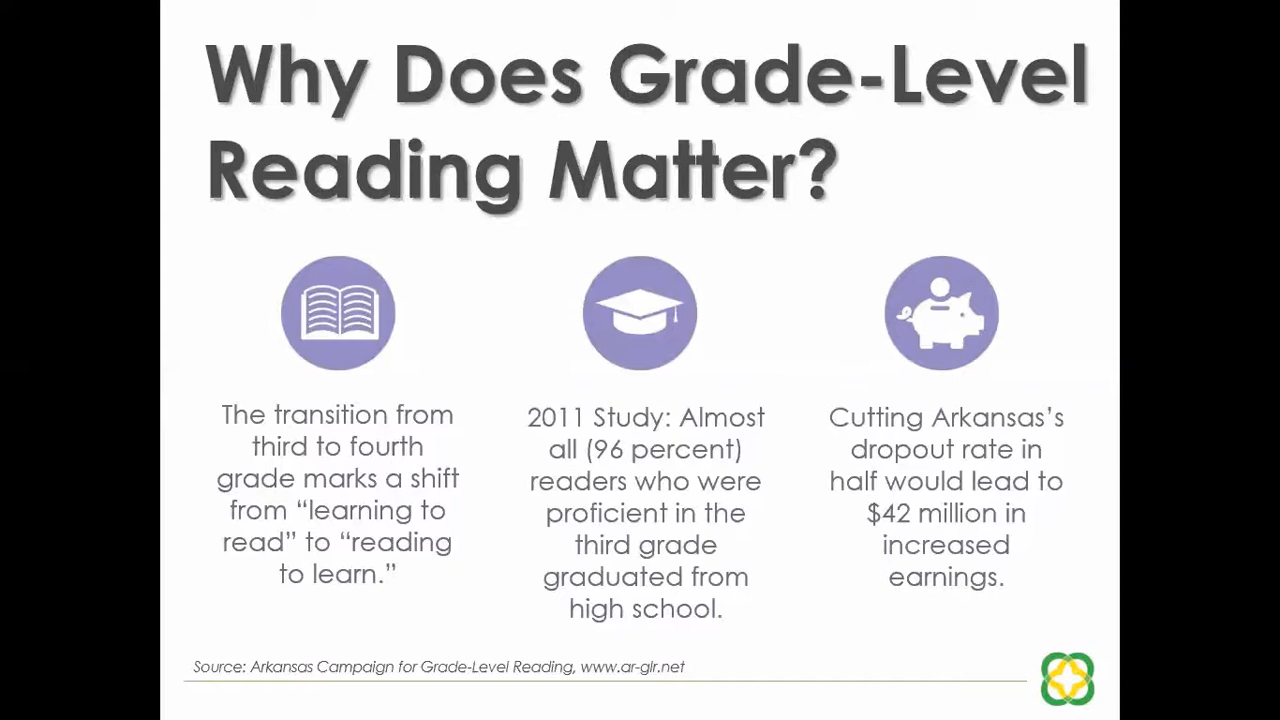 Why Does Grade-Level
Reading Matter?
The transition from
third to fourth
grade marks a shift
from “learning to
read” to “reading
to learn.”
2011 Study: Almost
all (96 percent)
readers who were
proficient in the
third grade
graduated from
high school.
Cutting Arkansas’s
dropout rate in
half would lead to
$42 million in
increased
earnings.
Source: Arkansas Campaign for Grade-Level Reading, www.ar-glr.net